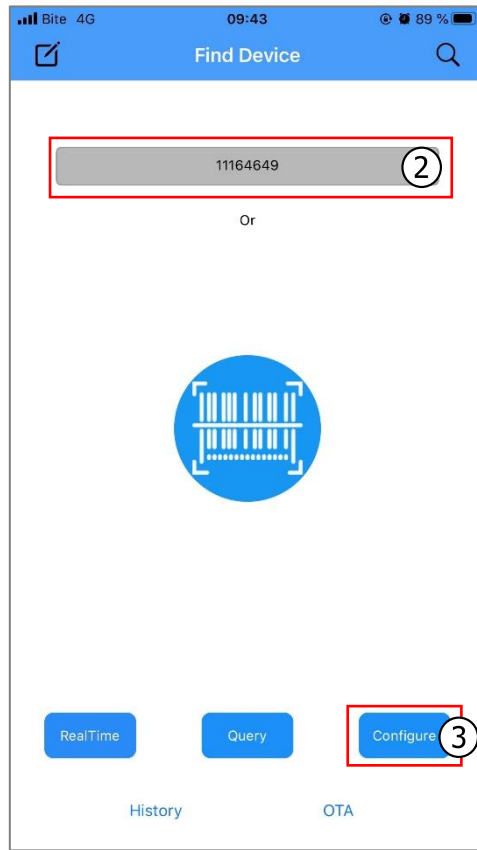 Bite 4G 09:43 89 %
Find Device
11164649 2
Or
RealTime Query Configure 3
History OTA